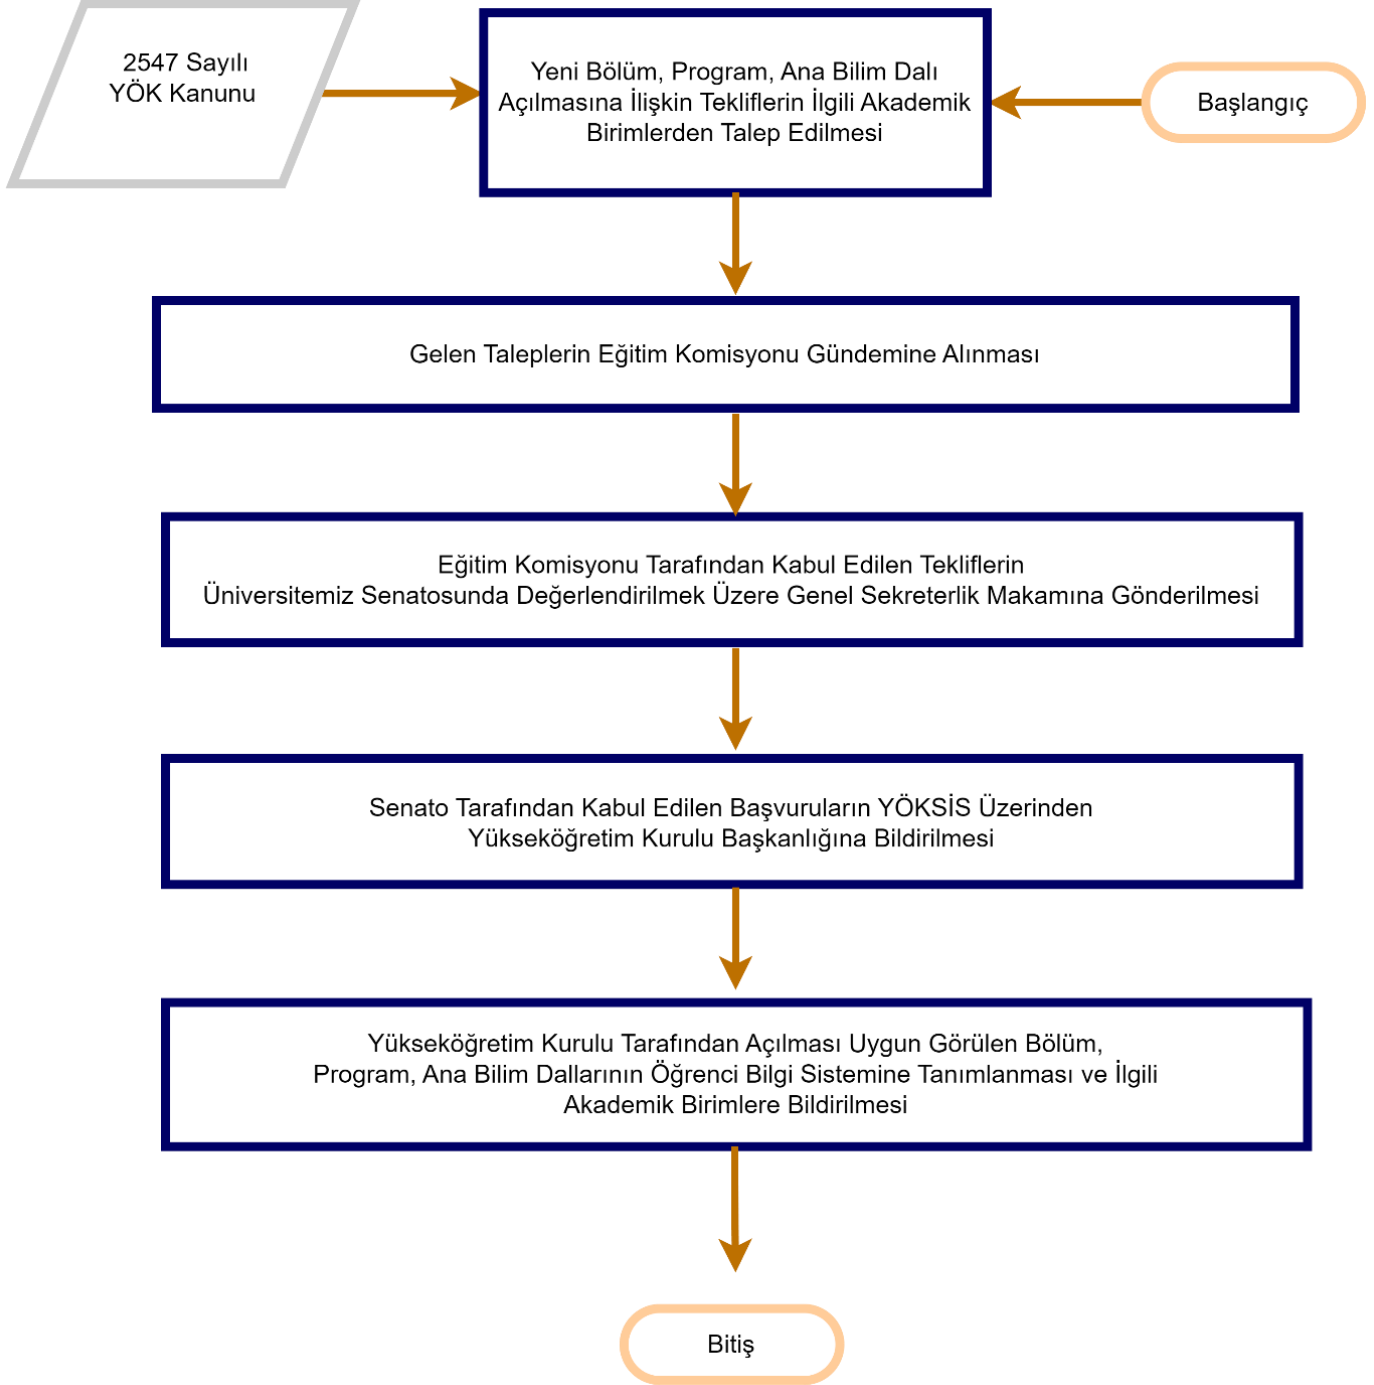 2547 Sayılı
YÖK Kanunu
Yeni Bölüm, Program, Ana Bilim Dalı
Açılmasına İlişkin Tekliflerin İlgili Akademik
Birimlerden Talep Edilmesi
Başlangıç
Gelen Taleplerin Eğitim Komisyonu Gündemine Alınması
Eğitim Komisyonu Tarafından Kabul Edilen Tekliflerin
Üniversitemiz Senatosunda Değerlendirilmek Üzere Genel Sekreterlik Makamına Gönderilmesi
Senato Tarafından Kabul Edilen Başvuruların YÖKSİS Üzerinden
Yükseköğretim Kurulu Başkanlığına Bildirilmesi
Yükseköğretim Kurulu Tarafından Açılması Uygun Görülen Bölüm,
Program, Ana Bilim Dallarının Öğrenci Bilgi Sistemine Tanımlanması ve İlgili
Akademik Birimlere Bildirilmesi
Bitiş